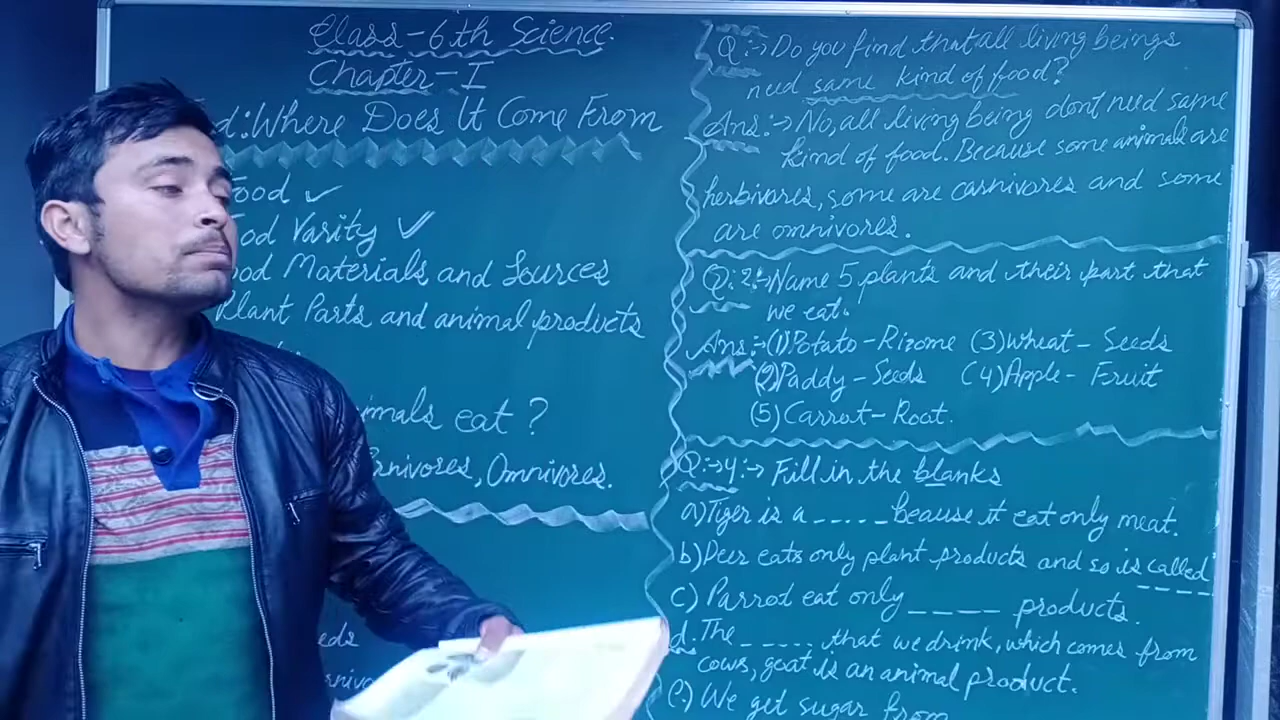 Class-6th Science.
Chapter-I
d:Where Does It Come From
Food ✓
Food Varity ✓
Food Materials and Sources
Plant Parts and animal products
imals eat ?
rnivores, Omnivores.
eds
rnivo
Q:→ Do you find that all living beings
need same kind of food?
Ans:→ No, all living being dont need same
kind of food. Because some animals are
herbivores, some are carnivores and some
are omnivores.
Q:2:→ Name 5 plants and their part that
we eat.
Ans:→ (1) Potato-Rizome (3) Wheat - Seeds
(2) Paddy - Seeds (4) Apple - Fruit
(5) Carrot- Root.
Q:→4:→ Fill in the blanks
a) Tiger is a _____ beause it eat only meat.
b) Deer eats only plant products and so is called
____
c) Parrot eat only ____ products.
d. The _____ that we drink, which comes from
cows, goat is an animal product.
e.) We get sugar from